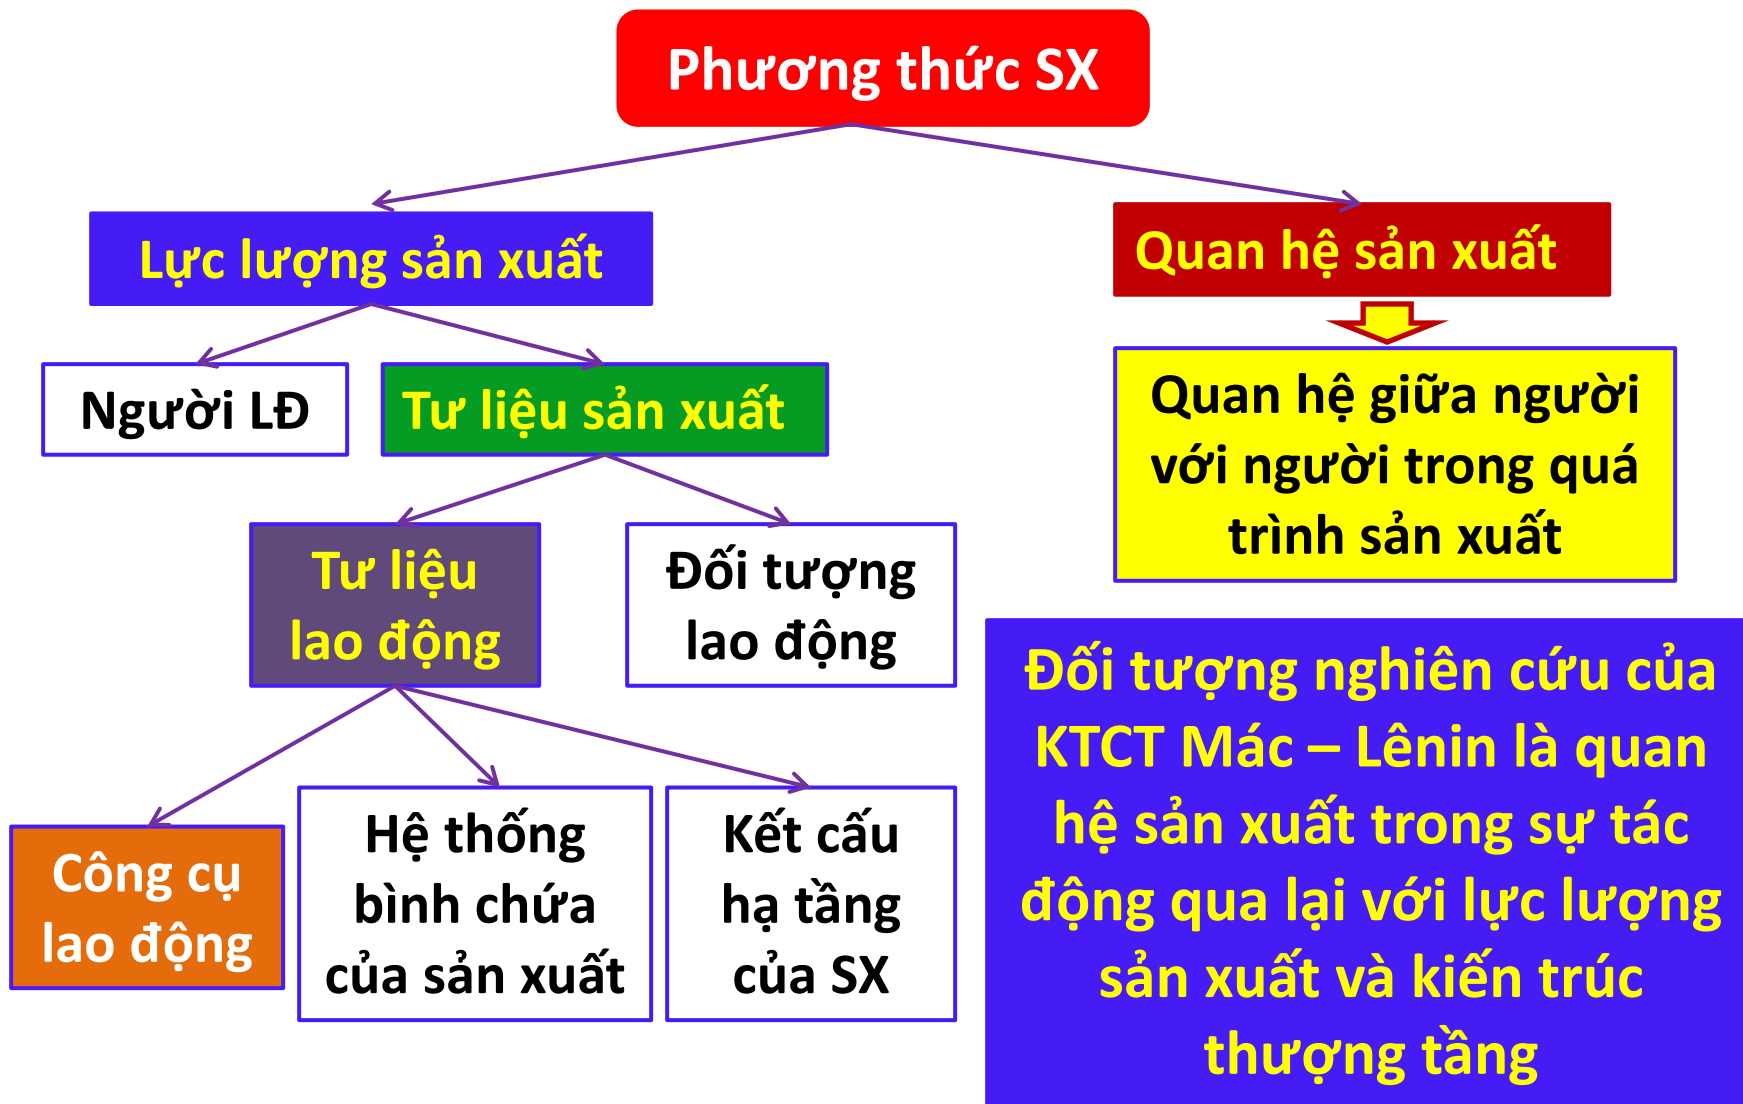 Phương thức SX
Lực lượng sản xuất
Quan hệ sản xuất
Người LĐ
Tư liệu sản xuất
Quan hệ giữa người
với người trong quá
trình sản xuất
Tư liệu
lao động
Đối tượng
lao động
Công cụ
lao động
Hệ thống
bình chứa
của sản xuất
Kết cấu
hạ tầng
của SX
Đối tượng nghiên cứu của
KTCT Mác – Lênin là quan
hệ sản xuất trong sự tác
động qua lại với lực lượng
sản xuất và kiến trúc
thượng tầng